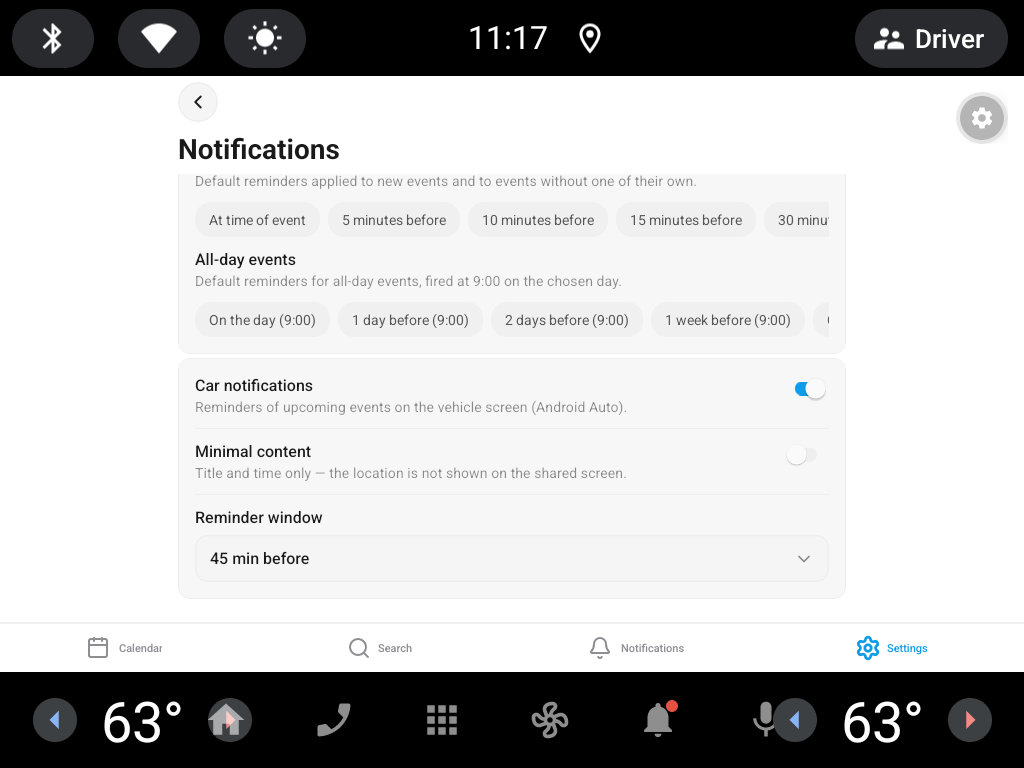 11:17
Driver
Notifications
Default reminders applied to new events and to events without one of their own.
At time of event
5 minutes before
10 minutes before
15 minutes before
30 minu
All-day events
Default reminders for all-day events, fired at 9:00 on the chosen day.
On the day (9:00)
1 day before (9:00)
2 days before (9:00)
1 week before (9:00)
Car notifications
Reminders of upcoming events on the vehicle screen (Android Auto).
Minimal content
Title and time only — the location is not shown on the shared screen.
Reminder window
45 min before
Calendar
Search
Notifications
Settings
63°
63°